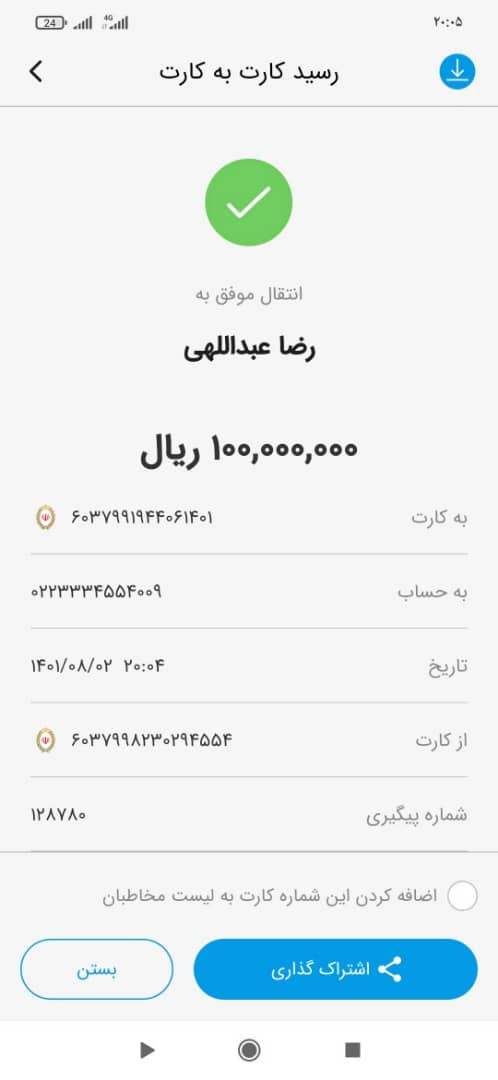 ۲۰:۰۵
24
4G
رسید کارت به کارت
انتقال موفق به
رضا عبداللهی
۱۰۰,۰۰۰,۰۰۰ ریال
به کارت ۶۰۳۷۹۹۱۹۴۴۰۶۱۴۰۱
به حساب ۰۲۲۳۳۳۴۵۵۴۰۰۹
تاریخ ۱۴۰۱/۰۸/۰۲ ۲۰:۰۴
از کارت ۶۰۳۷۹۹۸۲۳۰۲۹۴۵۵۴
شماره پیگیری ۱۲۸۷۸۰
اضافه کردن این شماره کارت به لیست مخاطبان
اشتراک گذاری
بستن